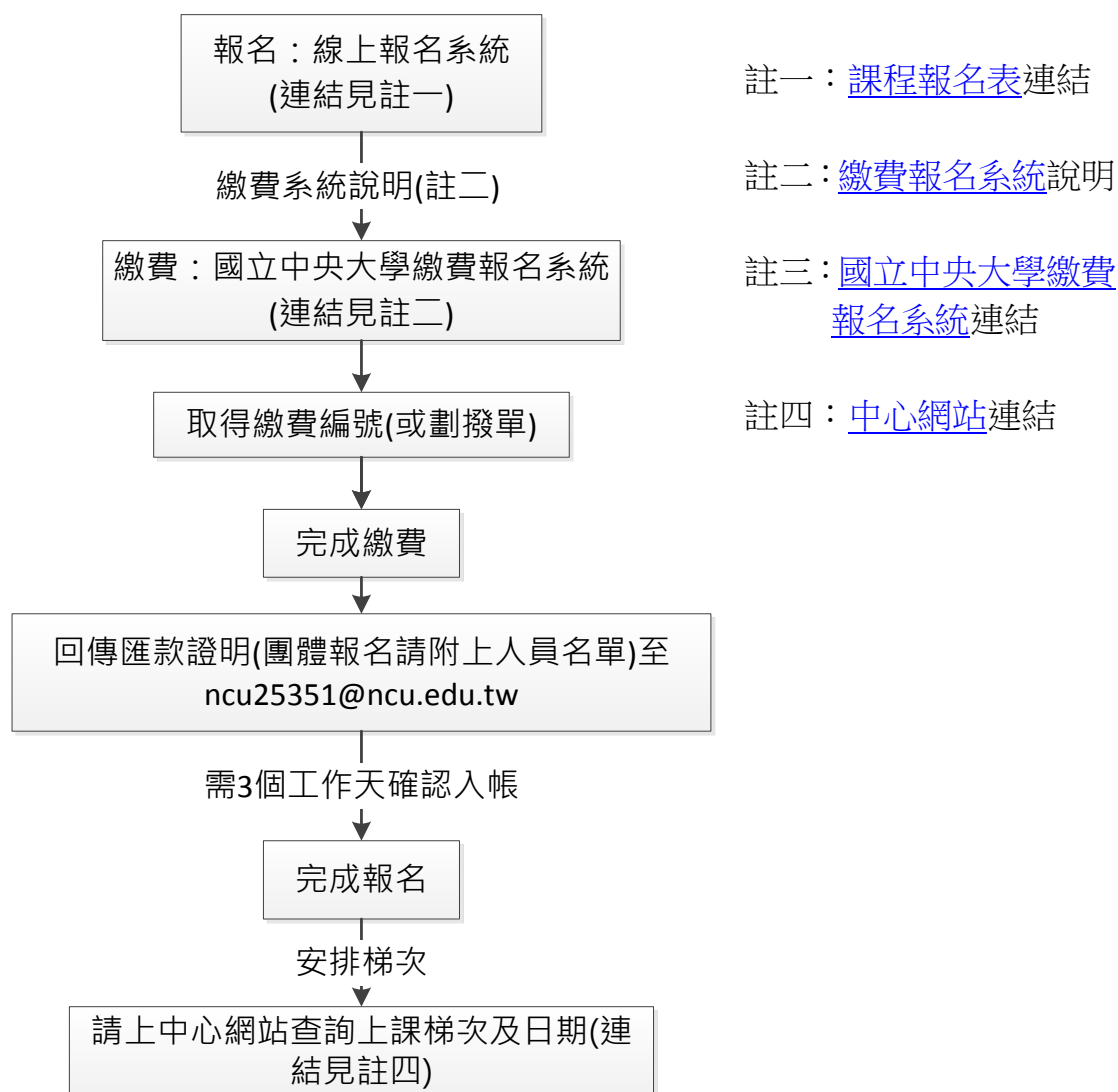 報名：線上報名系統
(連結見註一)
繳費系統說明(註二)
繳費：國立中央大學繳費報名系統
(連結見註二)
取得繳費編號(或劃撥單)
完成繳費
回傳匯款證明(團體報名請附上人員名單)至
ncu25351@ncu.edu.tw
需3個工作天確認入帳
完成報名
安排梯次
請上中心網站查詢上課梯次及日期(連
結見註四)
註一：課程報名表連結
註二：繳費報名系統說明
註三：國立中央大學繳費
報名系統連結
註四：中心網站連結